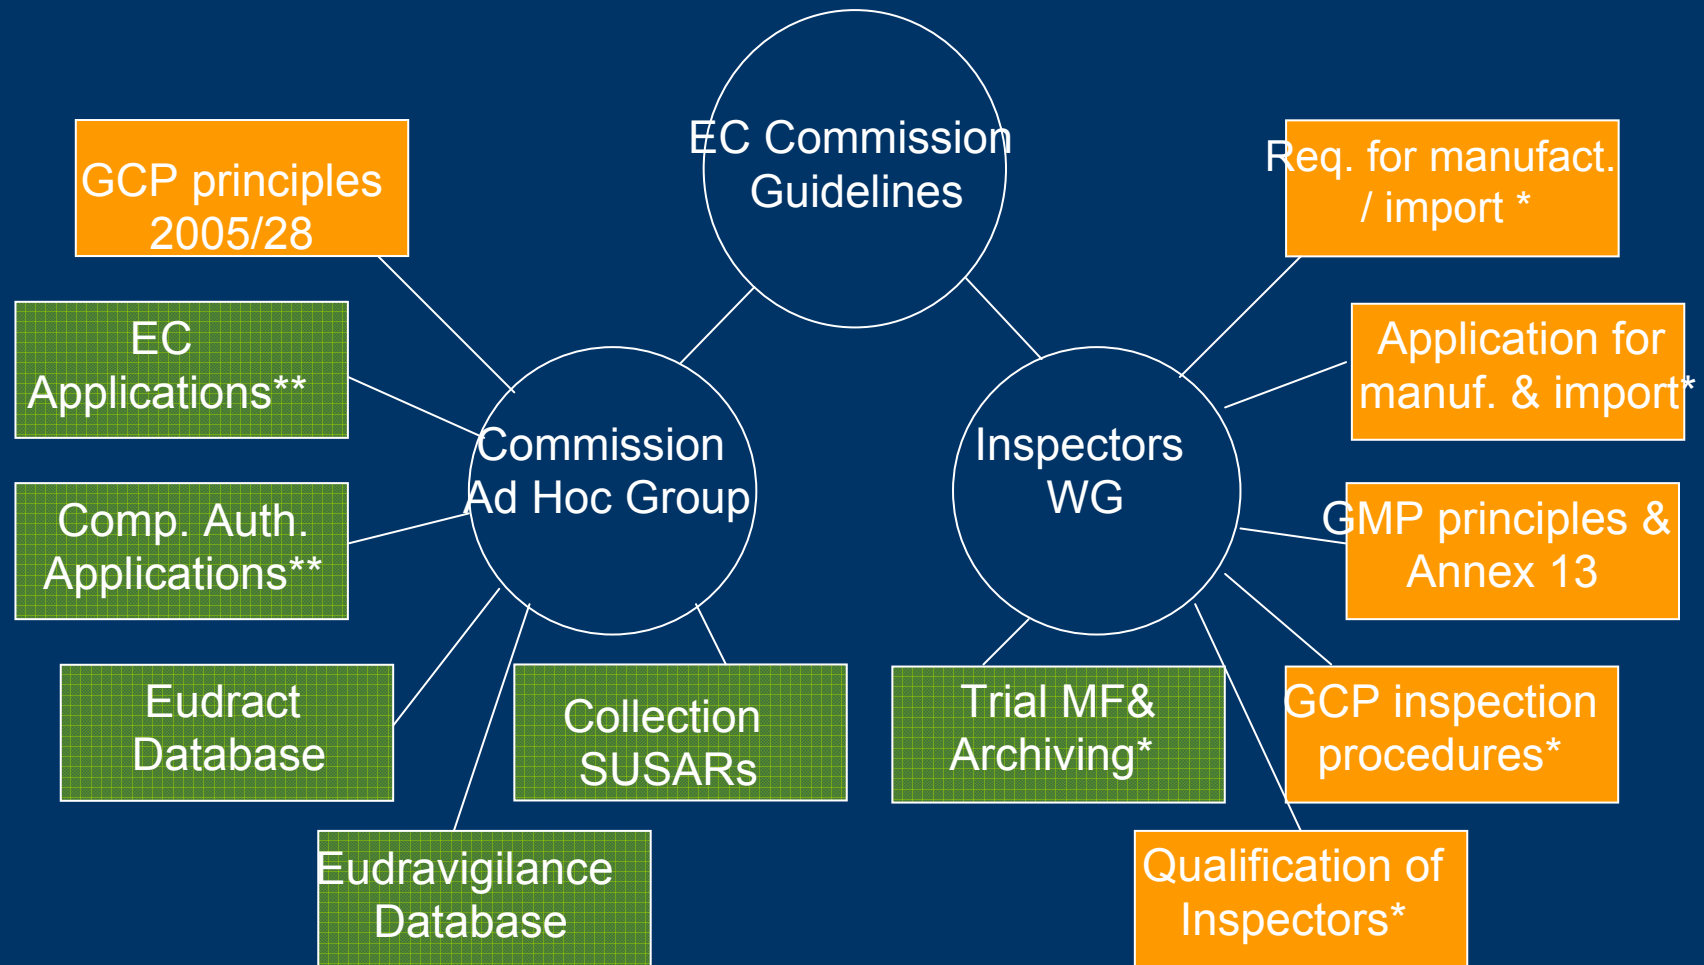 EC Commission
Guidelines
GCP principles
2005/28
Req. for manufact.
/ import *
EC
Applications**
Application for
manuf. & import*
Commission
Ad Hoc Group
Inspectors
WG
Comp. Auth.
Applications**
GMP principles &
Annex 13
Eudract
Database
Collection
SUSARs
Trial MF&
Archiving*
GCP inspection
procedures*
Eudravigilance
Database
Qualification of
Inspectors*